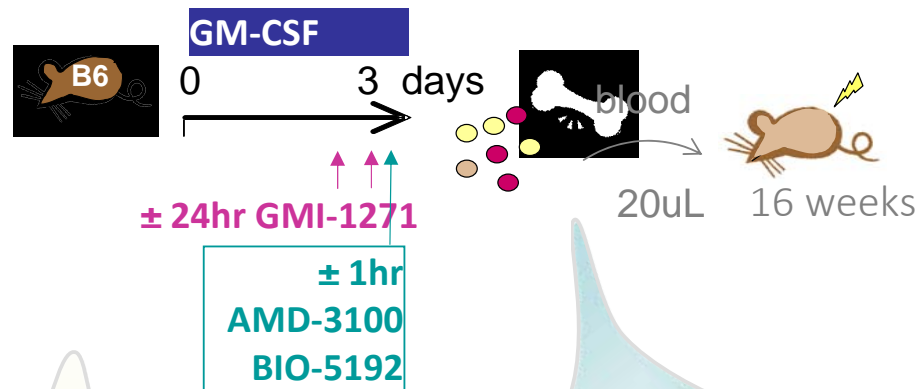 GM-CSF
B6
0 3 days
blood
± 24hr GMI-1271
20uL 16 weeks
± 1hr
AMD-3100
BIO-5192